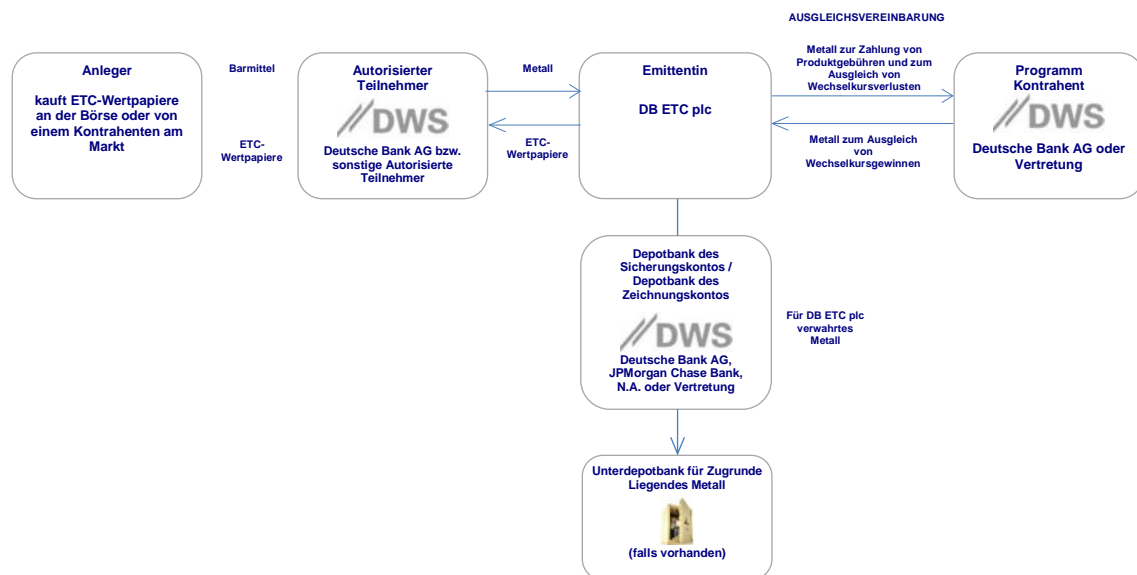 AUSGLEICHSVEREINBARUNG
Anleger
kauft ETC-Wertpapiere
an der Börse oder von
einem Kontrahenten am
Markt
Barmittel
ETC-
Wertpapiere
Autorisierter
Teilnehmer
DWS
Deutsche Bank AG bzw.
sonstige Autorisierte
Teilnehmer
Metall
ETC-
Wertpapiere
Emittentin
DB ETC plc
Metall zur Zahlung von
Produktgebühren und zum
Ausgleich von
Wechselkursverlusten
Metall zum Ausgleich
von
Wechselkursgewinnen
Programm
Kontrahent
DWS
Deutsche Bank AG oder
Vertretung
Depotbank des
Sicherungskontos /
Depotbank des
Zeichnungskontos
DWS
Deutsche Bank AG,
JPMorgan Chase Bank,
N.A. oder Vertretung
Für DB ETC plc
verwahrtes
Metall
Unterdepotbank für Zugrunde
Liegendes Metall
(falls vorhanden)